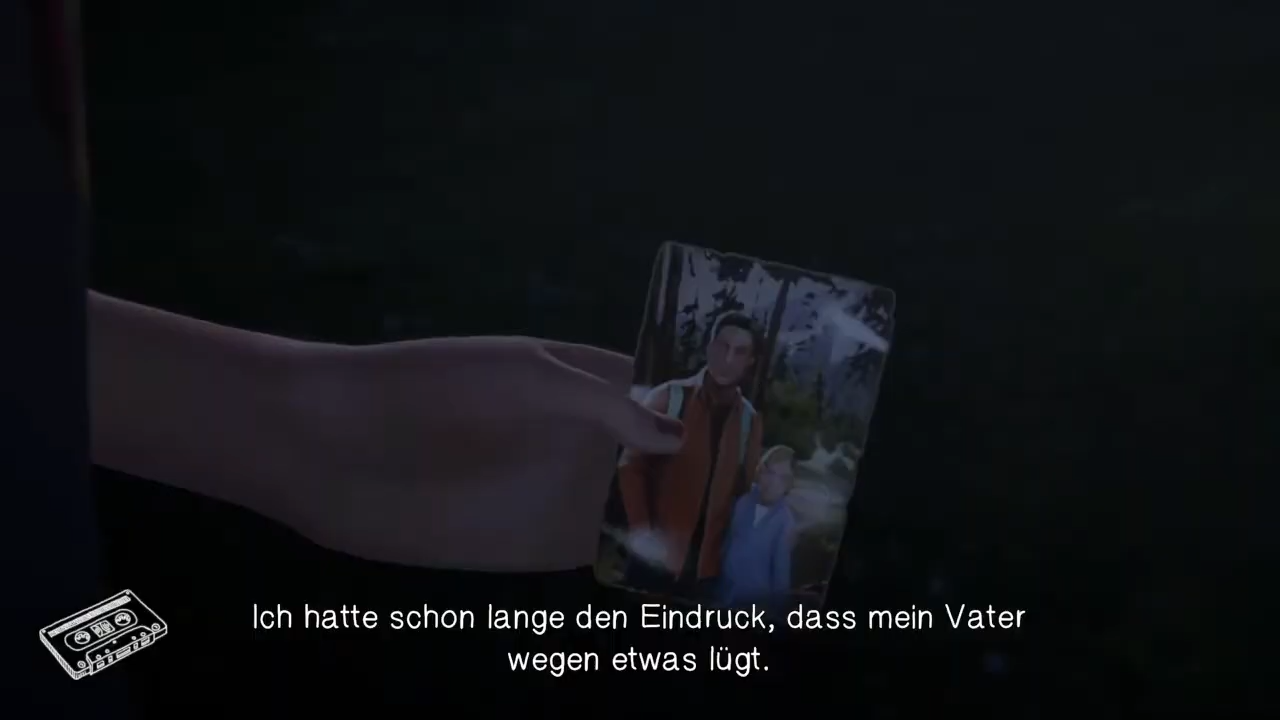 Ich hatte schon lange den Eindruck, dass mein Vater
wegen etwas lügt.